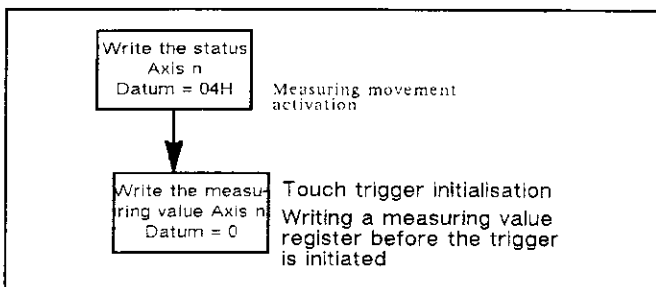 Write the status
Axis n
Datum = 04H
Measuring movement
activation
Write the measu-
ring value Axis n
Datum = 0
Touch trigger initialisation
Writing a measuring value
register before the trigger
is initiated